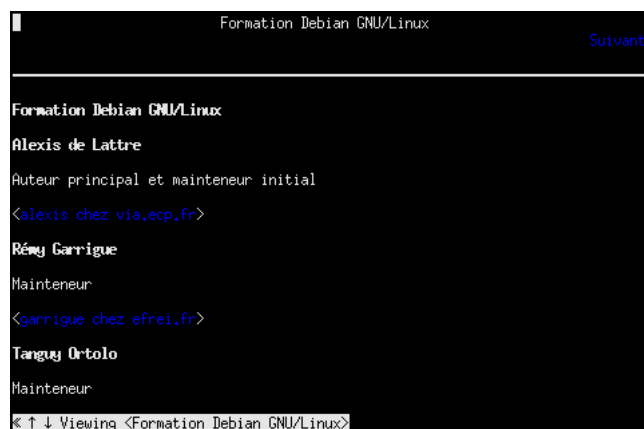 Formation Debian GNU/Linux
Suivant
Formation Debian GNU/Linux
Alexis de Lattre
Auteur principal et mainteneur initial
<alexis chez via.ecp.fr>
Rémy Garrigue
Mainteneur
<garrigue chez efrei.fr>
Tanguy Ortolo
Mainteneur
« ↑ ↓ Viewing <Formation Debian GNU/Linux>